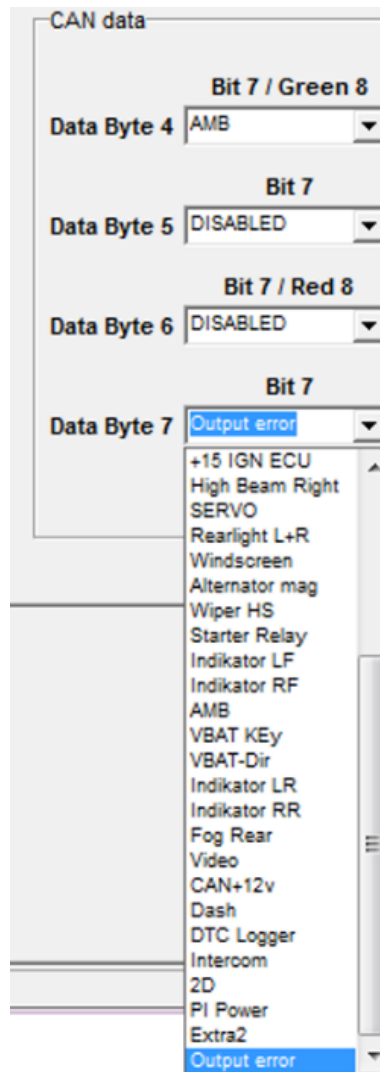 CAN data
Bit 7 / Green 8
Data Byte 4 AMB
Bit 7
Data Byte 5 DISABLED
Bit 7 / Red 8
Data Byte 6 DISABLED
Bit 7
Data Byte 7 Output error
+15 IGN ECU
High Beam Right
SERVO
Rearlight L+R
Windscreen
Alternator mag
Wiper HS
Starter Relay
Indikator LF
Indikator RF
AMB
VBAT KEy
VBAT-Dir
Indikator LR
Indikator RR
Fog Rear
Video
CAN+12v
Dash
DTC Logger
Intercom
2D
PI Power
Extra2
Output error